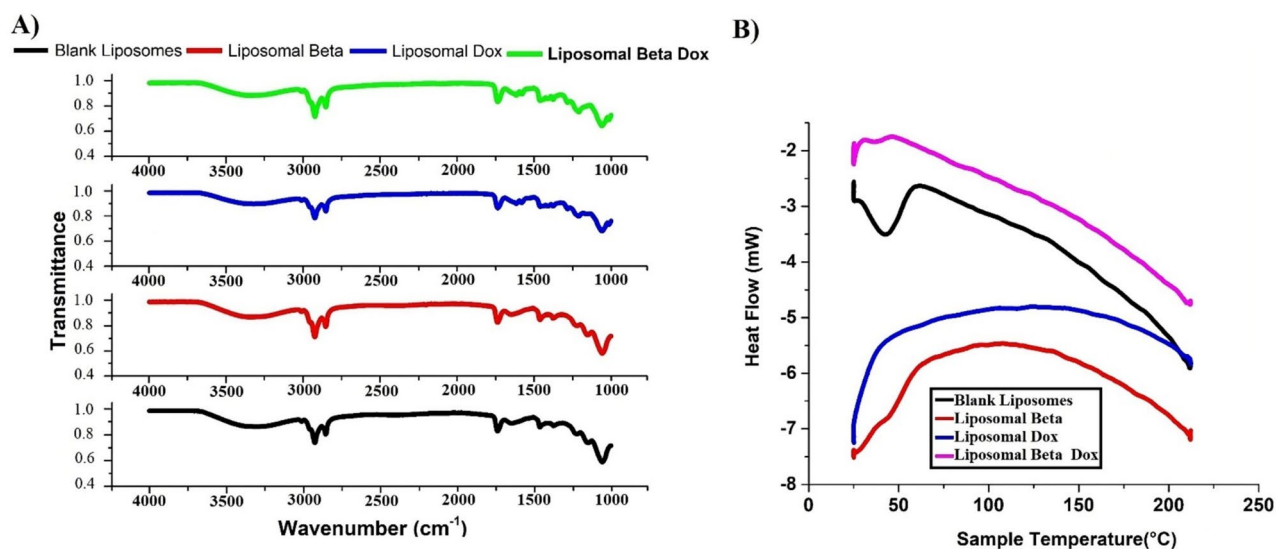 A)
Blank Liposomes Liposomal Beta Liposomal Dox Liposomal Beta Dox
1.0
0.8
0.6
0.4
4000 3500 3000 2500 2000 1500 1000
1.0
0.8
0.6
0.4
4000 3500 3000 2500 2000 1500 1000
1.0
0.8
0.6
0.4
4000 3500 3000 2500 2000 1500 1000
1.0
0.8
0.6
0.4
4000 3500 3000 2500 2000 1500 1000
Transmittance
Wavenumber (cm⁻¹)
B)
-2
-3
-4
-5
-6
-7
-8
Heat Flow (mW)
Blank Liposomes
Liposomal Beta
Liposomal Dox
Liposomal Beta Dox
0 50 100 150 200 250
Sample Temperature(°C)